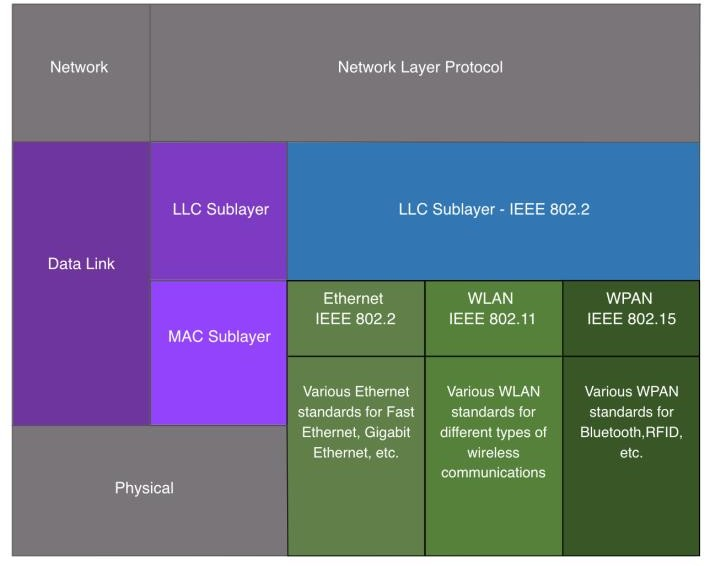 Network
Network Layer Protocol
Data Link
LLC Sublayer
LLC Sublayer - IEEE 802.2
MAC Sublayer
Ethernet
IEEE 802.2
WLAN
IEEE 802.11
WPAN
IEEE 802.15
Various Ethernet
standards for Fast
Ethernet, Gigabit
Ethernet, etc.
Various WLAN
standards for
different types of
wireless
communications
Various WPAN
standards for
Bluetooth,RFID,
etc.
Physical